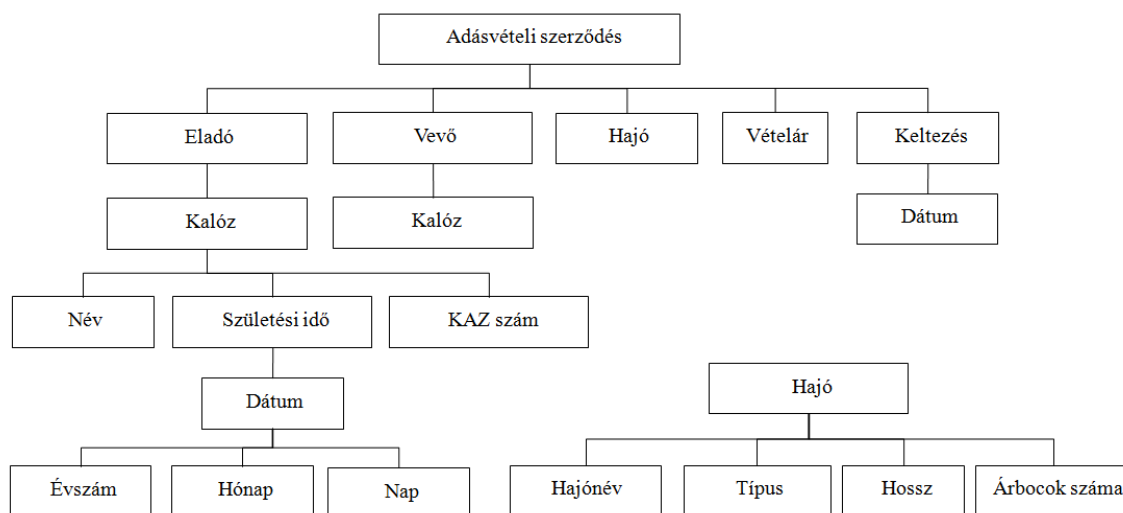 Adásvételi szerződés
Eladó
Vevő
Hajó
Vételár
Keltezés
Kalóz
Kalóz
Dátum
Név
Születési idő
KAZ szám
Dátum
Hajó
Évszám
Hónap
Nap
Hajónév
Típus
Hossz
Árbocok száma